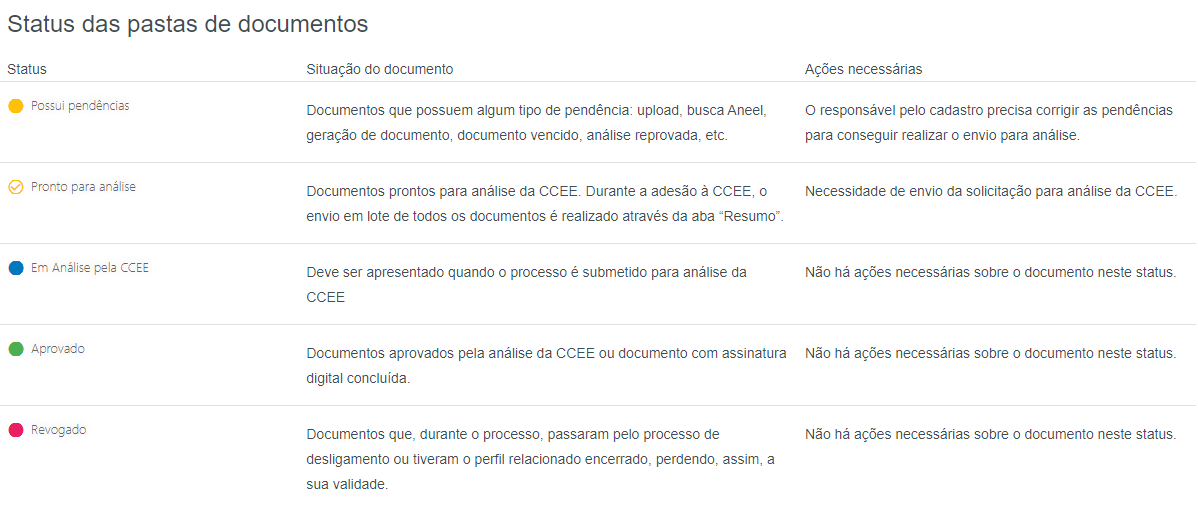 Status das pastas de documentos
Status Situação do documento Ações necessárias
Possui pendências
Documentos que possuem algum tipo de pendência: upload, busca Aneel,
geração de documento, documento vencido, análise reprovada, etc.
O responsável pelo cadastro precisa corrigir as pendências
para conseguir realizar o envio para análise.
Pronto para análise
Documentos prontos para análise da CCEE. Durante a adesão à CCEE, o
envio em lote de todos os documentos é realizado através da aba “Resumo”.
Necessidade de envio da solicitação para análise da CCEE.
Em Análise pela CCEE
Deve ser apresentado quando o processo é submetido para análise da
CCEE
Não há ações necessárias sobre o documento neste status.
Aprovado
Documentos aprovados pela análise da CCEE ou documento com assinatura
digital concluída.
Não há ações necessárias sobre o documento neste status.
Revogado
Documentos que, durante o processo, passaram pelo processo de
desligamento ou tiveram o perfil relacionado encerrado, perdendo, assim, a
sua validade.
Não há ações necessárias sobre o documento neste status.